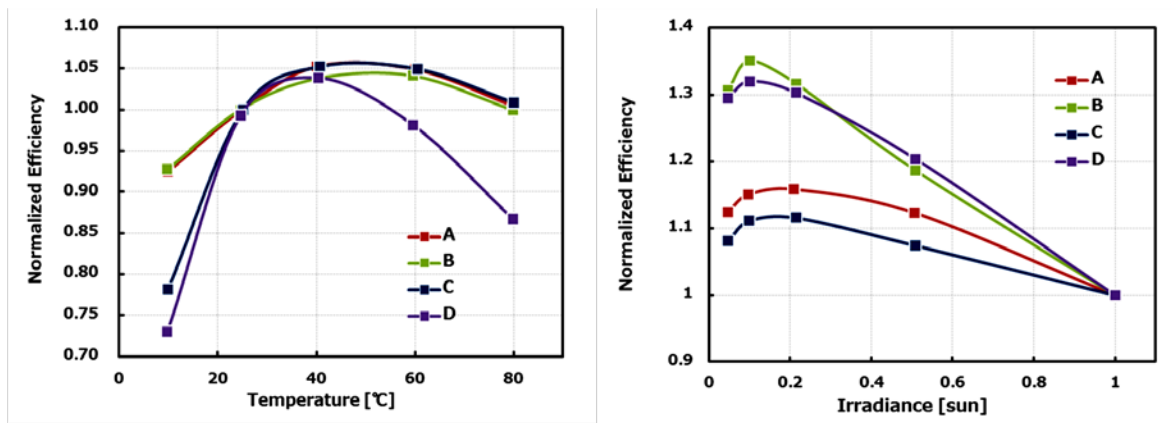 1.10
1.05
1.00
0.95
0.90
0.85
0.80
0.75
0.70
Normalized Efficiency
A
B
C
D
0 20 40 60 80
Temperature [℃]
1.4
1.3
1.2
1.1
1
0.9
Normalized Efficiency
A
B
C
D
0 0.2 0.4 0.6 0.8 1
Irradiance [sun]